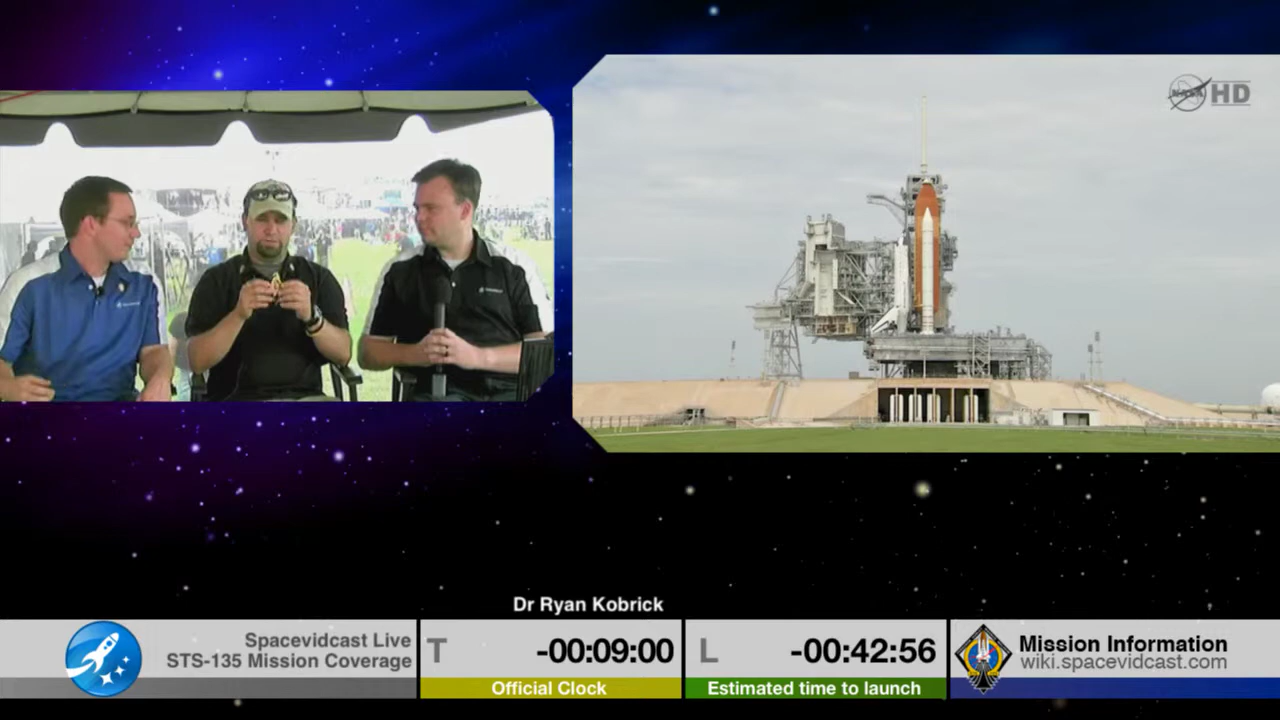 NASA HD
Dr Ryan Kobrick
Spacevidcast Live
STS-135 Mission Coverage
T -00:09:00
Official Clock
L -00:42:56
Estimated time to launch
Mission Information
wiki.spacevidcast.com